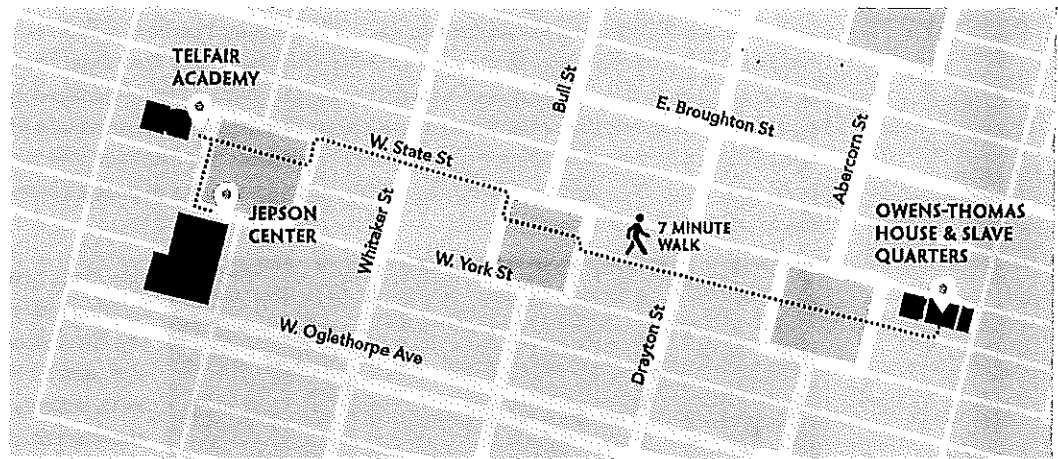 TELFAIR
ACADEMY
Bull St
E. Broughton St
Abercorn St
W. State St
JEPSON
CENTER
Whitaker St
W. York St
7 MINUTE
WALK
OWENS-THOMAS
HOUSE & SLAVE
QUARTERS
Drayton St
W. Oglethorpe Ave